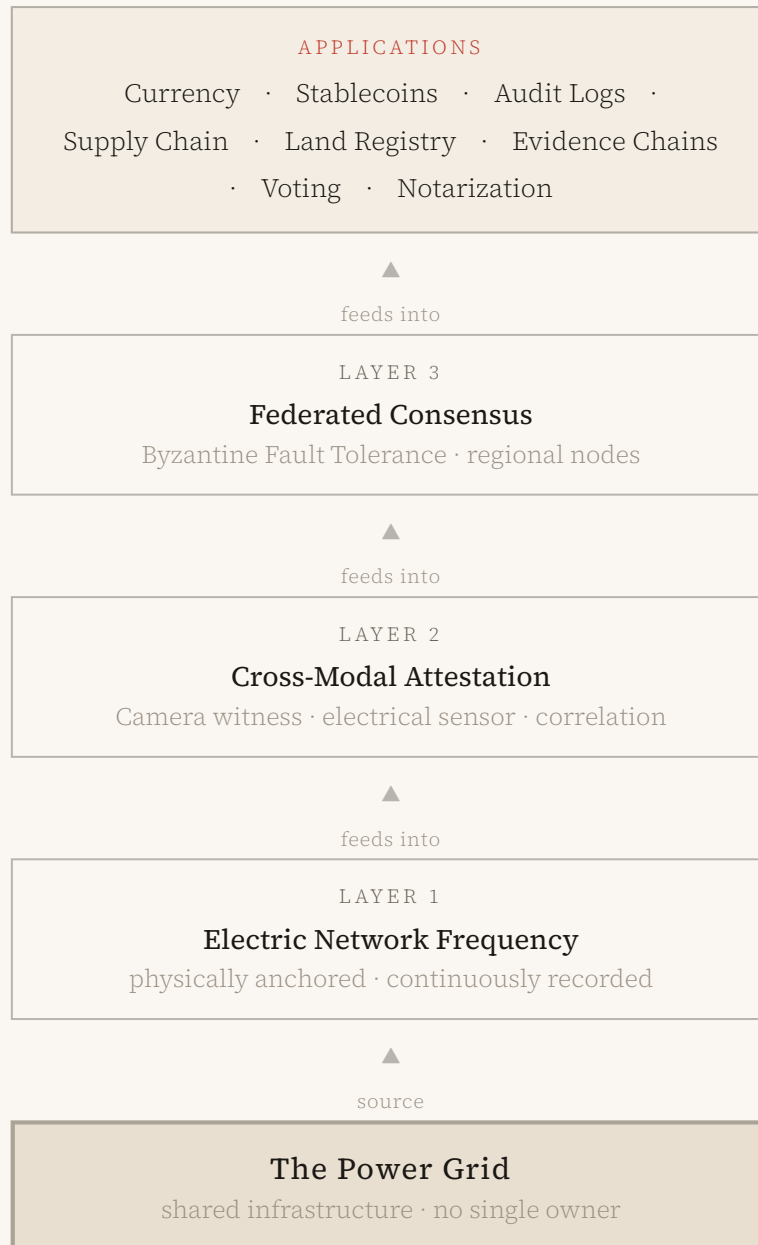 APPLICATIONS
Currency · Stablecoins · Audit Logs ·
Supply Chain · Land Registry · Evidence Chains
· Voting · Notarization
▲
feeds into
LAYER 3
Federated Consensus
Byzantine Fault Tolerance · regional nodes
▲
feeds into
LAYER 2
Cross-Modal Attestation
Camera witness · electrical sensor · correlation
▲
feeds into
LAYER 1
Electric Network Frequency
physically anchored · continuously recorded
▲
source
The Power Grid
shared infrastructure · no single owner